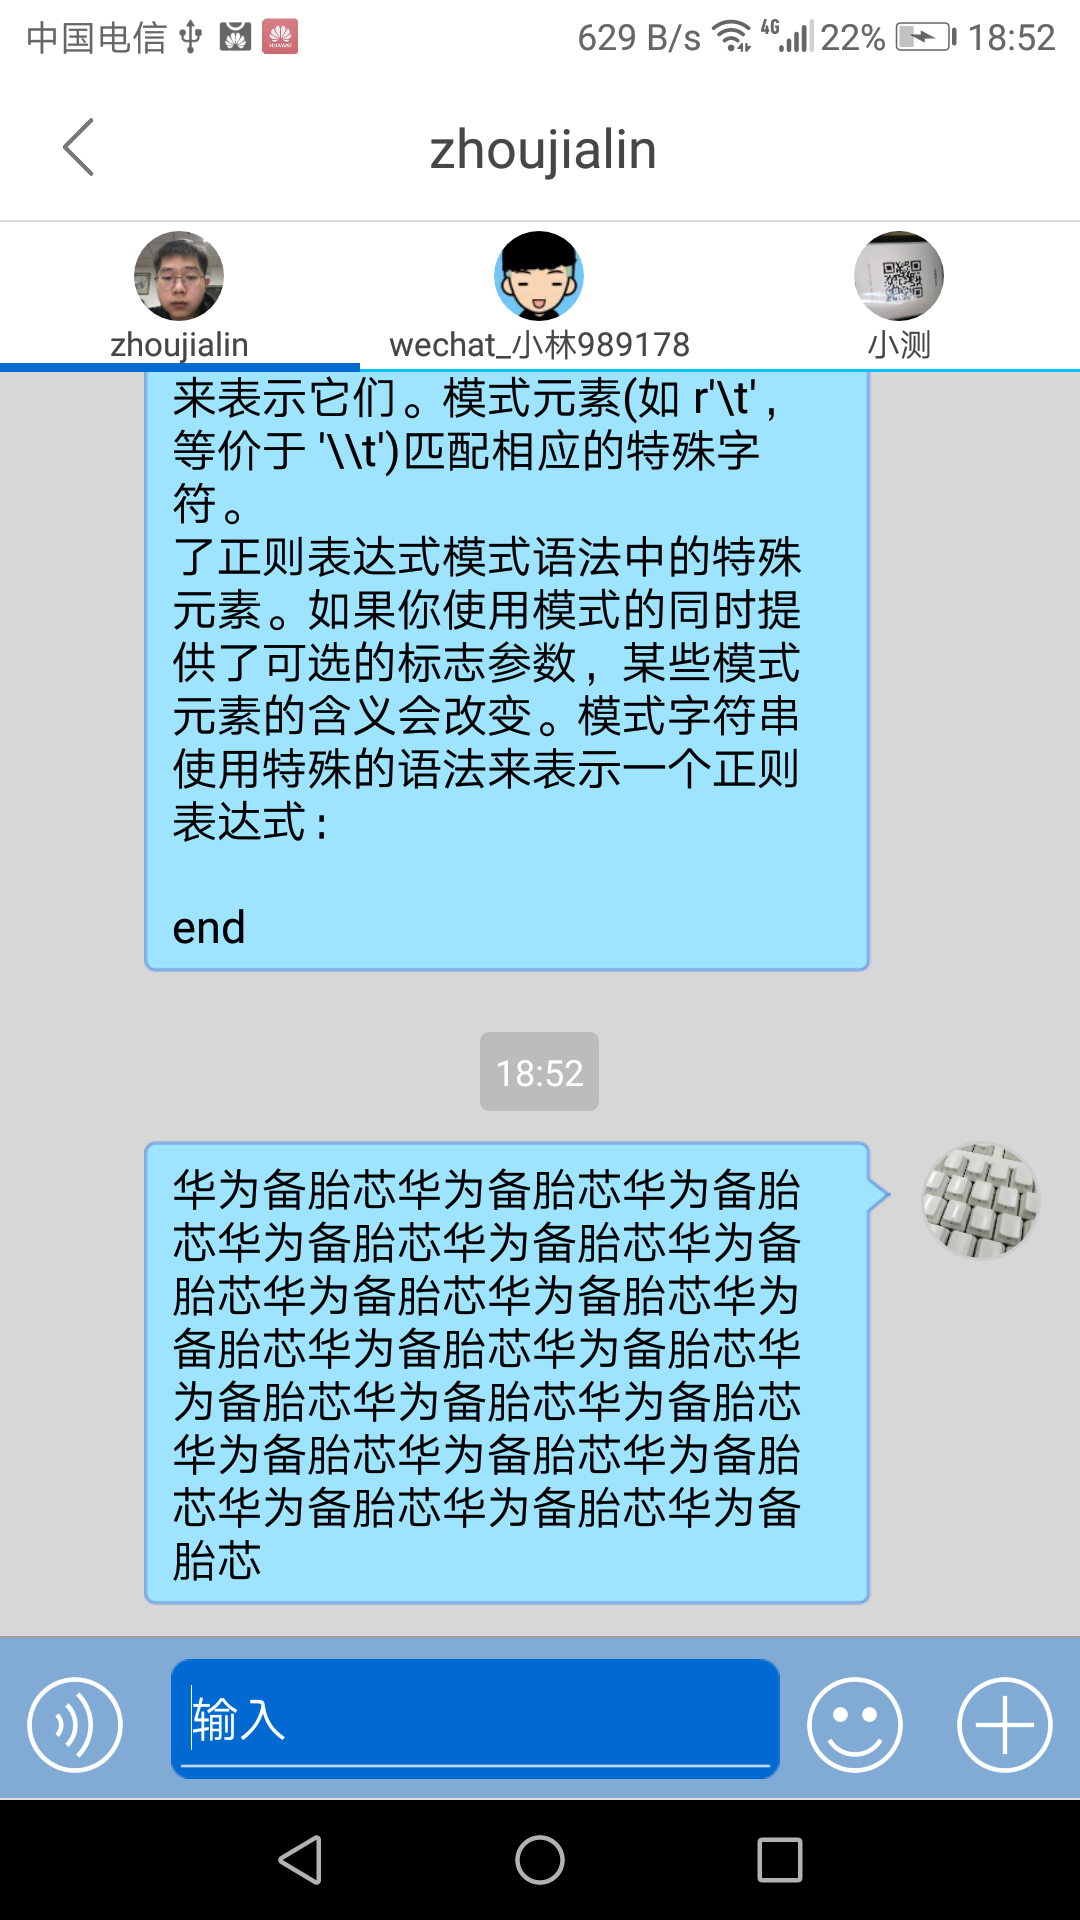 中国电信 629 B/s 4G 22% 18:52
zhoujialin
zhoujialin wechat_小林989178 小测
来表示它们。模式元素(如 r'\t',
等价于 '\\t')匹配相应的特殊字
符。
了正则表达式模式语法中的特殊
元素。如果你使用模式的同时提
供了可选的标志参数，某些模式
元素的含义会改变。模式字符串
使用特殊的语法来表示一个正则
表达式：
end
18:52
华为备胎芯华为备胎芯华为备胎
芯华为备胎芯华为备胎芯华为备
胎芯华为备胎芯华为备胎芯华为
备胎芯华为备胎芯华为备胎芯华
为备胎芯华为备胎芯华为备胎芯
华为备胎芯华为备胎芯华为备胎
芯华为备胎芯华为备胎芯华为备
胎芯
输入